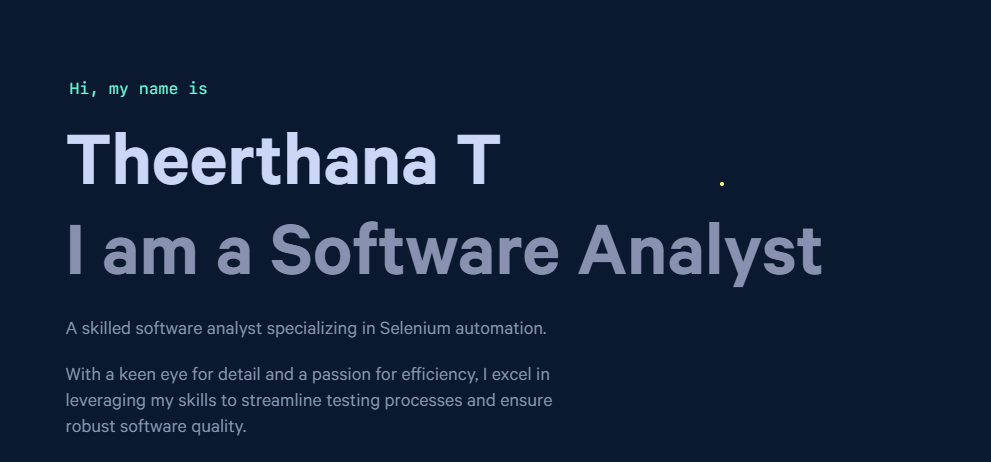 Hi, my name is
Theerthana T
I am a Software Analyst
A skilled software analyst specializing in Selenium automation.
With a keen eye for detail and a passion for efficiency, I excel in
leveraging my skills to streamline testing processes and ensure
robust software quality.